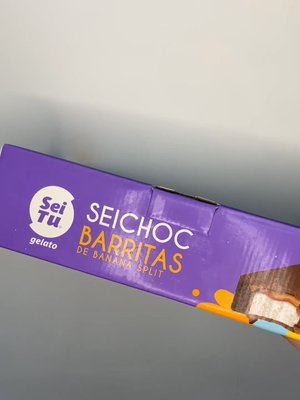 Sei
Tu
gelato
SEICHOC
BARRITAS
DE BANANA SPLIT